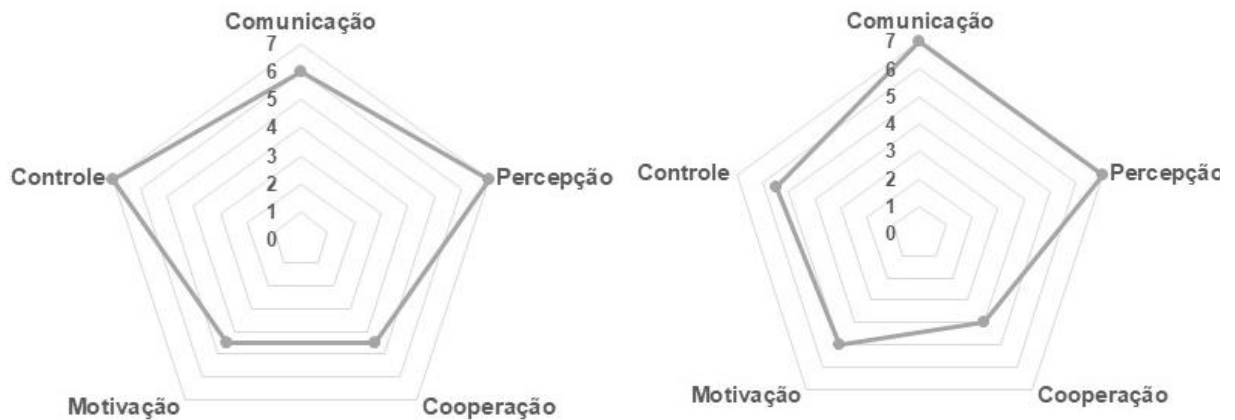 Comunicação
7
6
5
4
3
2
1
0
Controle
Percepção
Motivação
Cooperação
Comunicação
7
6
5
4
3
2
1
0
Controle
Percepção
Motivação
Cooperação